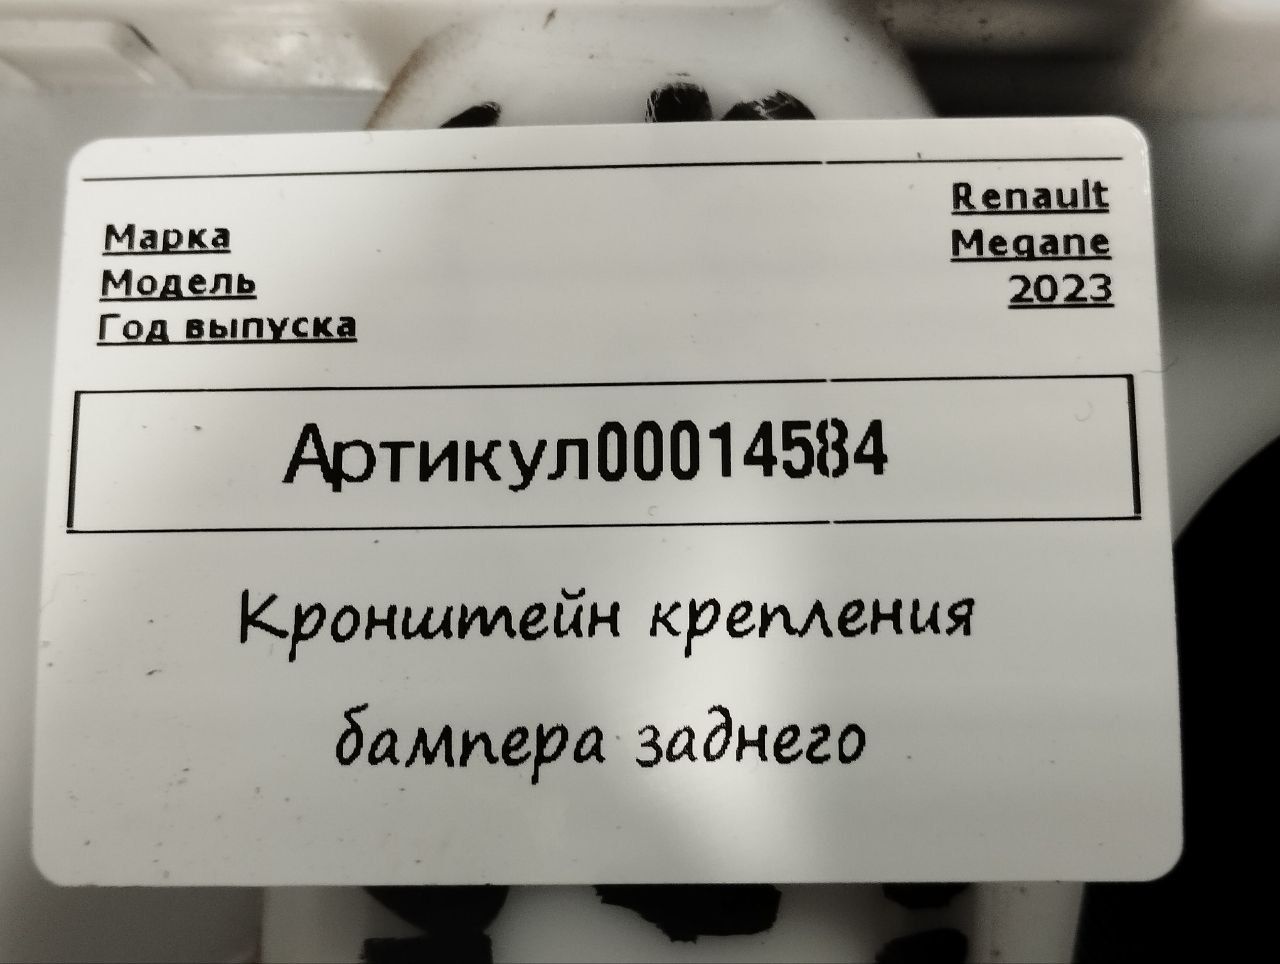 Марка
Модель
Год выпуска
Renault
Megane
2023
Артикул00014584
Кронштейн крепления
бампера заднего